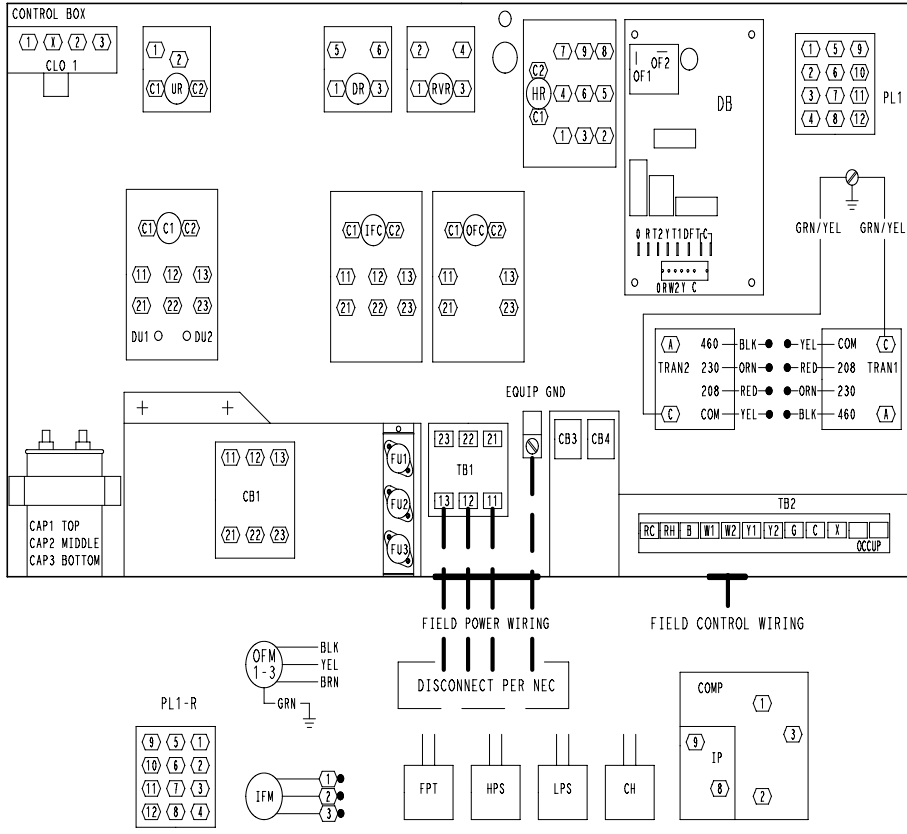 CONTROL BOX
1 X 2 3
CLO 1
1
2
C1 UR C2
5 6
1 DR 3
2 4
1 RVR 3
7 9 8
C2
HR 4 6 5
C1
1 3 2
OF1
OF2
DB
O R T2 Y T1 DFT C
O R W2 Y C
1 5 9
2 6 10
3 7 11
4 8 12
PL1
GRN/YEL GRN/YEL
C1 C1 C2
11 12 13
21 22 23
DU1 DU2
C1 IFC C2
11 12 13
21 22 23
C1 OFC C2
11 13
21 23
A 460 BLK YEL COM C
TRAN2 230 ORN RED 208 TRAN1
208 RED ORN 230
C COM YEL BLK 460 A
EQUIP GND
CAP1 TOP
CAP2 MIDDLE
CAP3 BOTTOM
11 12 13
CB1
21 22 23
FU1
FU2
FU3
23 22 21
TB1
13 12 11
CB3 CB4
TB2
RC RH B W1 W2 Y1 Y2 G C X
OCCUP
FIELD POWER WIRING
FIELD CONTROL WIRING
DISCONNECT PER NEC
OFM
1-3
BLK
YEL
BRN
GRN
PL1-R
9 5 1
10 6 2
11 7 3
12 8 4
IFM
1
2
3
FPT
HPS
LPS
CH
COMP
1
3
9
IP
8
2